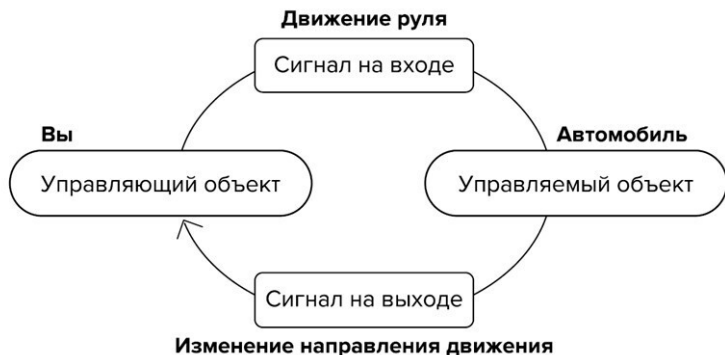 Движение руля
Сигнал на входе
Вы
Автомобиль
Управляющий объект
Управляемый объект
Сигнал на выходе
Изменение направления движения